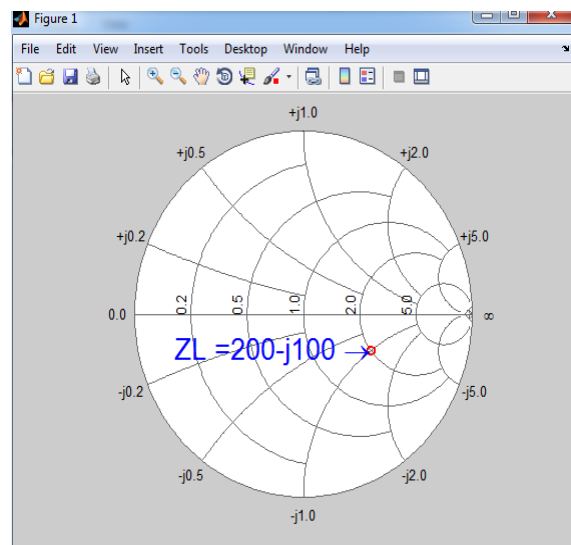 Figure 1
File Edit View Insert Tools Desktop Window Help
+j1.0
+j0.5 +j2.0
+j0.2 +j5.0
0.0 0.2 0.5 1.0 2.0 5.0 ∞
ZL =200-j100
-j0.2 -j5.0
-j0.5 -j2.0
-j1.0